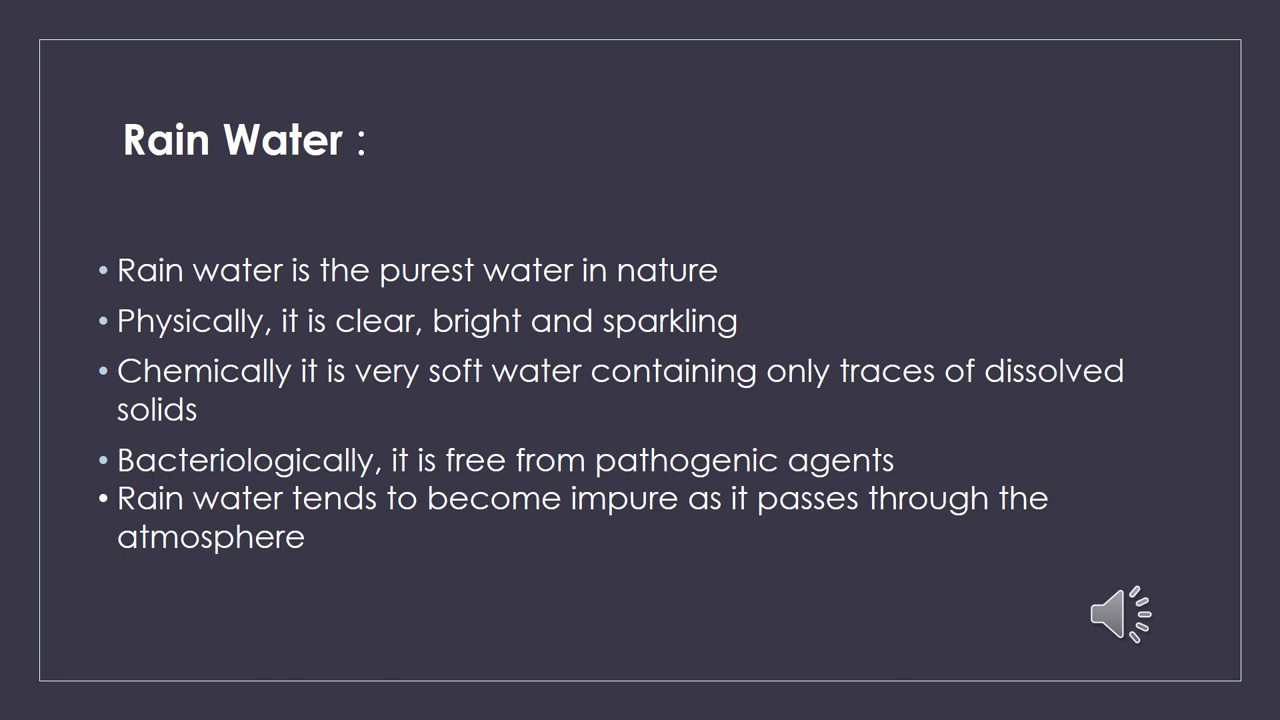 Rain Water :
• Rain water is the purest water in nature
• Physically, it is clear, bright and sparkling
• Chemically it is very soft water containing only traces of dissolved
solids
• Bacteriologically, it is free from pathogenic agents
• Rain water tends to become impure as it passes through the
atmosphere